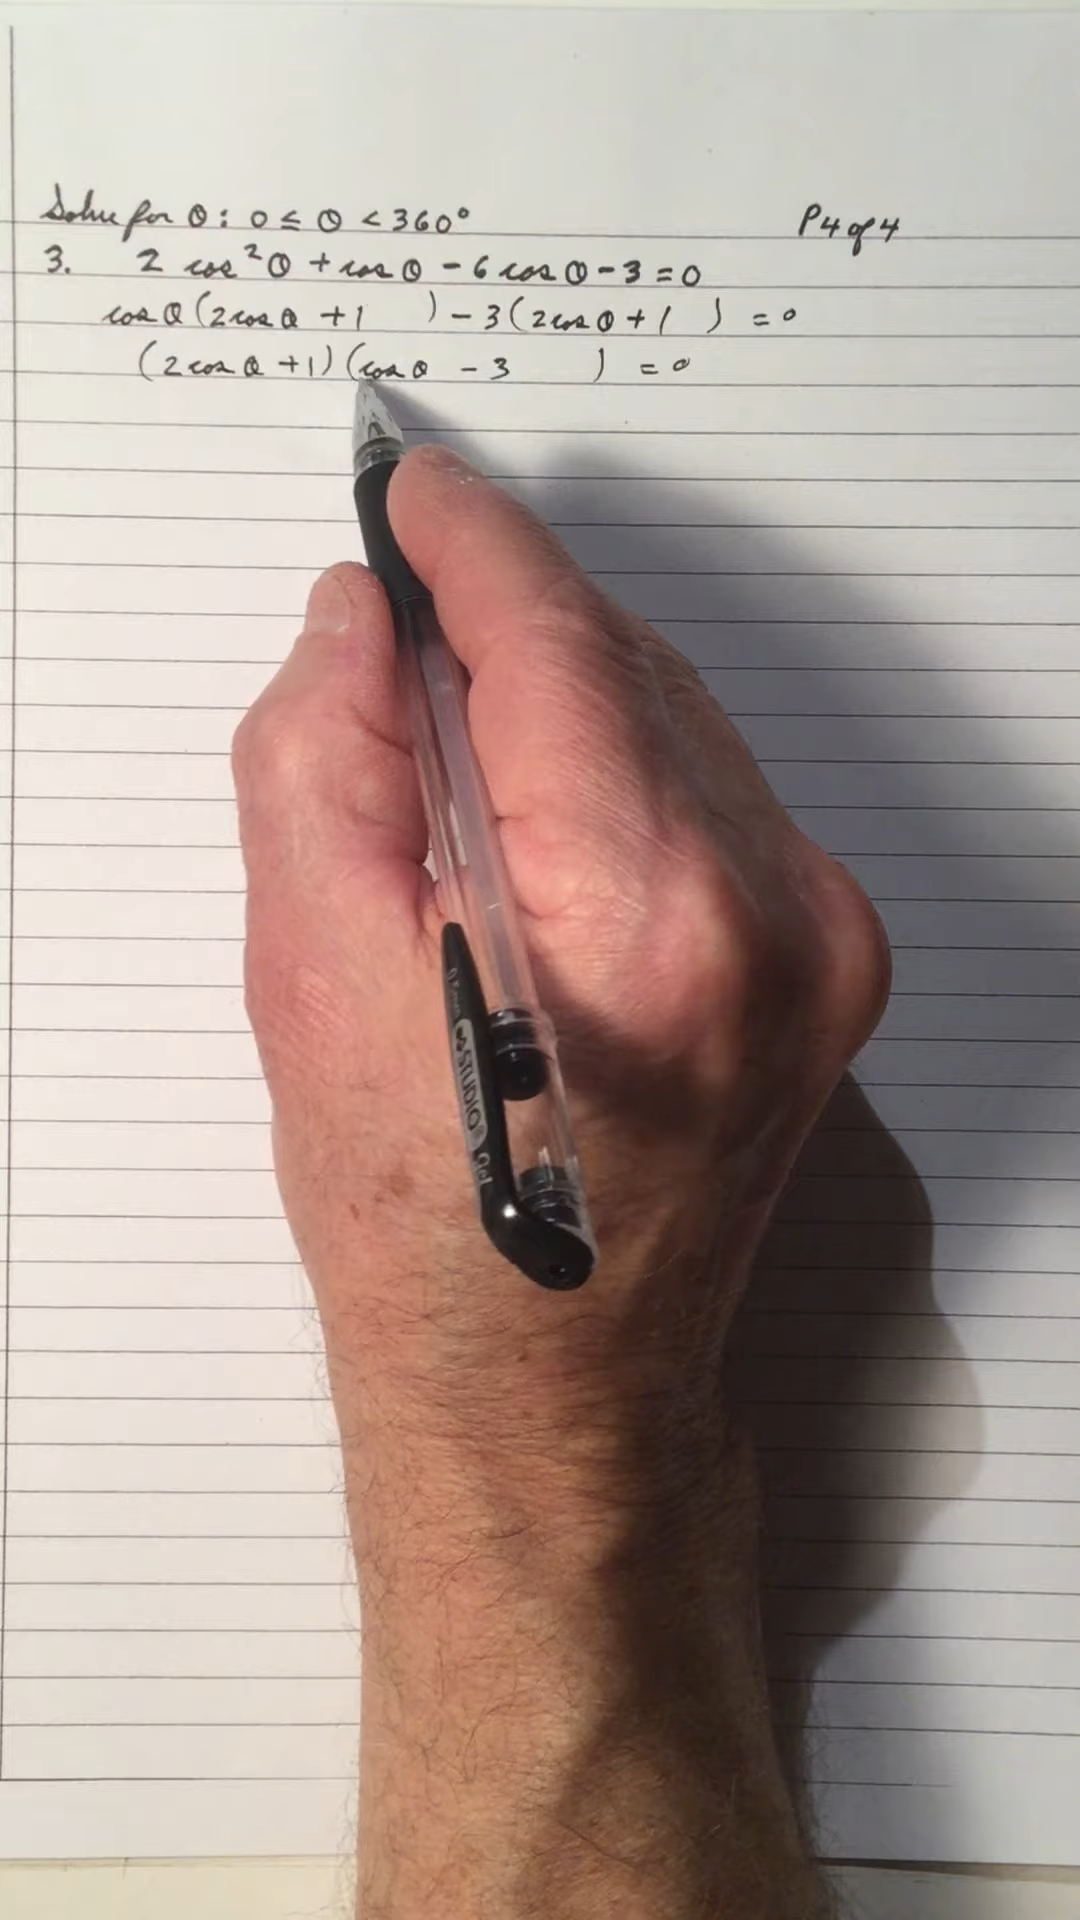 Solve for θ: 0 ≤ θ < 360°
P4 of 4
3. 2 cos²θ + cos θ - 6 cos θ - 3 = 0
cos θ (2 cos θ + 1 ) - 3 (2 cos θ + 1 ) = 0
(2 cos θ + 1) (cos θ - 3 ) = 0
STUDIO Gel